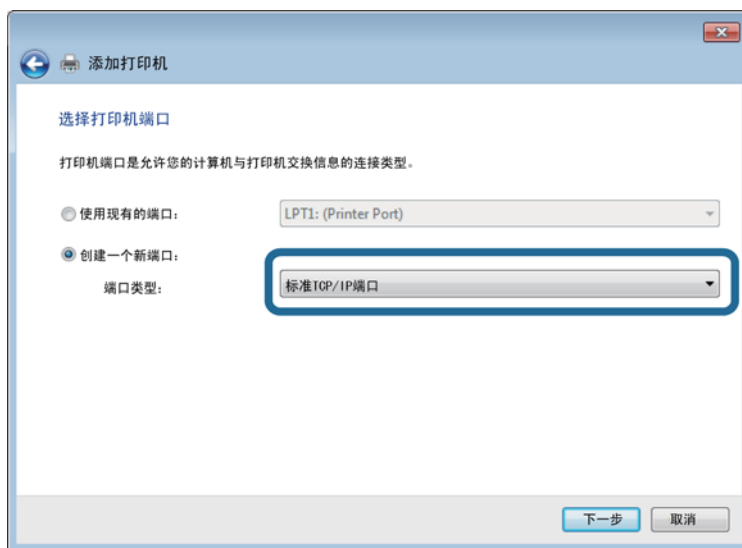 添加打印机
选择打印机端口
打印机端口是允许您的计算机与打印机交换信息的连接类型。
使用现有的端口： LPT1: (Printer Port)
创建一个新端口：
端口类型： 标准TCP/IP端口
下一步 取消